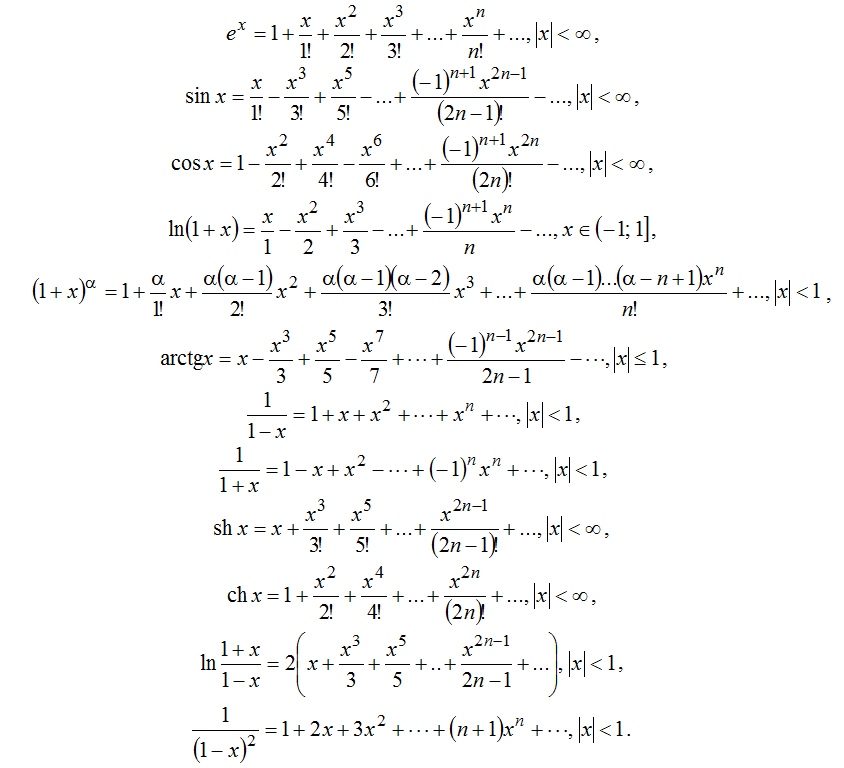 e^x = 1 + x/1! + x^2/2! + x^3/3! + ... + x^n/n! + ..., |x| < ∞,
sin x = x/1! − x^3/3! + x^5/5! − ... + (−1)^{n+1} x^{2n−1}/(2n−1)! − ..., |x| < ∞,
cos x = 1 − x^2/2! + x^4/4! − x^6/6! + ... + (−1)^{n+1} x^{2n}/(2n)! − ..., |x| < ∞,
ln(1 + x) = x/1 − x^2/2 + x^3/3 − ... + (−1)^{n+1} x^n/n − ..., x ∈ (−1; 1],
(1 + x)^α = 1 + α/1! x + α(α−1)/2! x^2 + α(α−1)(α−2)/3! x^3 + ... + α(α−1)...(α−n+1)x^n/n! + ..., |x| < 1,
arctgx = x − x^3/3 + x^5/5 − x^7/7 + ⋯ + (−1)^{n−1} x^{2n−1}/2n−1 − ⋯, |x| ≤ 1,
1/1−x = 1 + x + x^2 + ⋯ + x^n + ⋯, |x| < 1,
1/1+x = 1 − x + x^2 − ⋯ + (−1)^n x^n + ⋯, |x| < 1,
sh x = x + x^3/3! + x^5/5! + ... + x^{2n−1}/(2n−1)! + ..., |x| < ∞,
ch x = 1 + x^2/2! + x^4/4! + ... + x^{2n}/(2n)! + ..., |x| < ∞,
ln 1+x/1−x = 2(x + x^3/3 + x^5/5 + .. + x^{2n−1}/2n−1 + ...), |x| < 1,
1/(1−x)^2 = 1 + 2x + 3x^2 + ⋯ + (n+1)x^n + ⋯, |x| < 1.